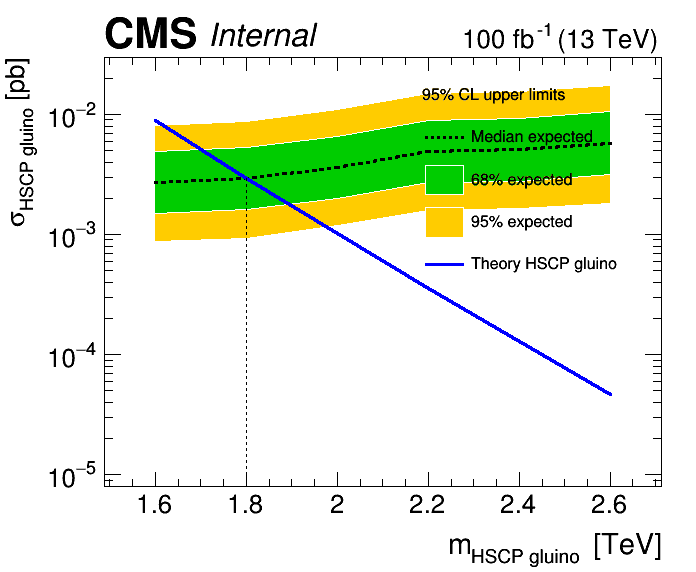 CMS Internal 100 fb⁻¹ (13 TeV)
σ_HSCP gluino [pb]
95% CL upper limits
Median expected
68% expected
95% expected
Theory HSCP gluino
10⁻²
10⁻³
10⁻⁴
10⁻⁵
1.6 1.8 2 2.2 2.4 2.6
m_HSCP gluino [TeV]